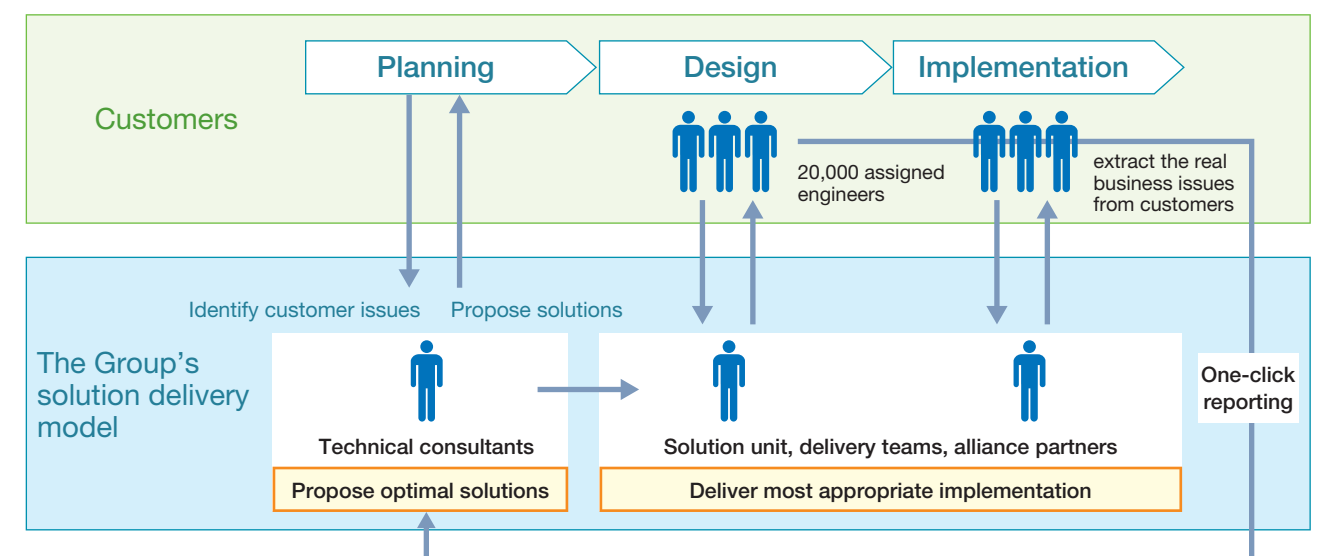 Planning
Design
Implementation
Customers
20,000 assigned
engineers
extract the real
business issues
from customers
Identify customer issues
Propose solutions
The Group’s
solution delivery
model
One-click
reporting
Technical consultants
Solution unit, delivery teams, alliance partners
Propose optimal solutions
Deliver most appropriate implementation